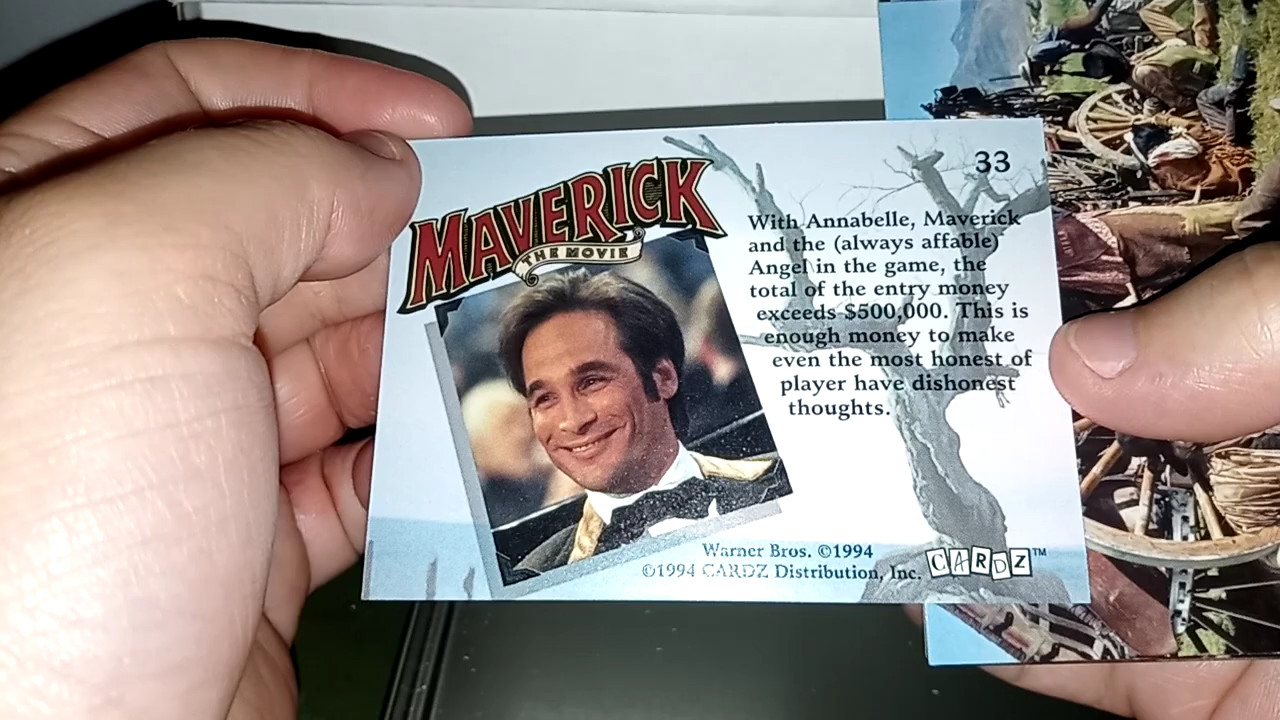 33
MAVERICK
THE MOVIE
With Annabelle, Maverick
and the (always affable)
Angel in the game, the
total of the entry money
exceeds $500,000. This is
enough money to make
even the most honest of
player have dishonest
thoughts.
Warner Bros. ©1994
©1994 CARDZ Distribution, Inc. CARDZ™